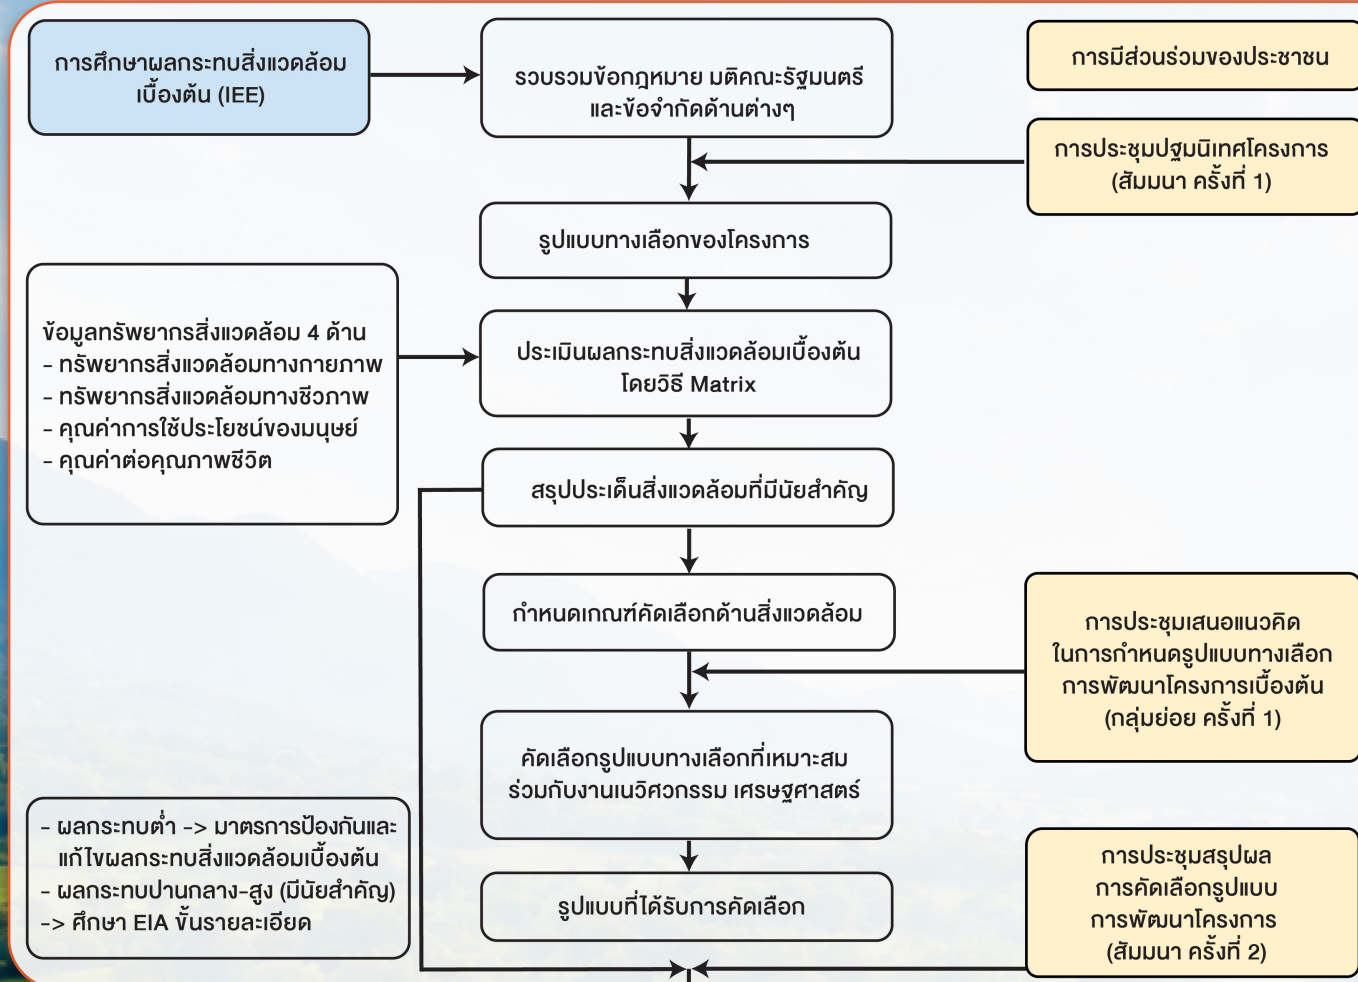 การศึกษาผลกระทบสิ่งแวดล้อม
เบื้องต้น (IEE)
รวบรวมข้อกฎหมาย มติคณะรัฐมนตรี
และข้อจำกัดด้านต่างๆ
การมีส่วนร่วมของประชาชน
การประชุมปฐมนิเทศโครงการ
(สัมมนา ครั้งที่ 1)
รูปแบบทางเลือกของโครงการ
ข้อมูลทรัพยากรสิ่งแวดล้อม 4 ด้าน
- ทรัพยากรสิ่งแวดล้อมทางกายภาพ
- ทรัพยากรสิ่งแวดล้อมทางชีวภาพ
- คุณค่าการใช้ประโยชน์ของมนุษย์
- คุณค่าต่อคุณภาพชีวิต
ประเมินผลกระทบสิ่งแวดล้อมเบื้องต้น
โดยวิธี Matrix
สรุปประเด็นสิ่งแวดล้อมที่มีนัยสำคัญ
กำหนดเกณฑ์คัดเลือกด้านสิ่งแวดล้อม
การประชุมเสนอแนวคิด
ในการกำหนดรูปแบบทางเลือก
การพัฒนาโครงการเบื้องต้น
(กลุ่มย่อย ครั้งที่ 1)
คัดเลือกรูปแบบทางเลือกที่เหมาะสม
ร่วมกับงานเนวิศวกรรม เศรษฐศาสตร์
- ผลกระทบต่ำ -> มาตรการป้องกันและ
แก้ไขผลกระทบสิ่งแวดล้อมเบื้องต้น
- ผลกระทบปานกลาง-สูง (มีนัยสำคัญ)
-> ศึกษา EIA ขั้นรายละเอียด
รูปแบบที่ได้รับการคัดเลือก
การประชุมสรุปผล
การคัดเลือกรูปแบบ
การพัฒนาโครงการ
(สัมมนา ครั้งที่ 2)